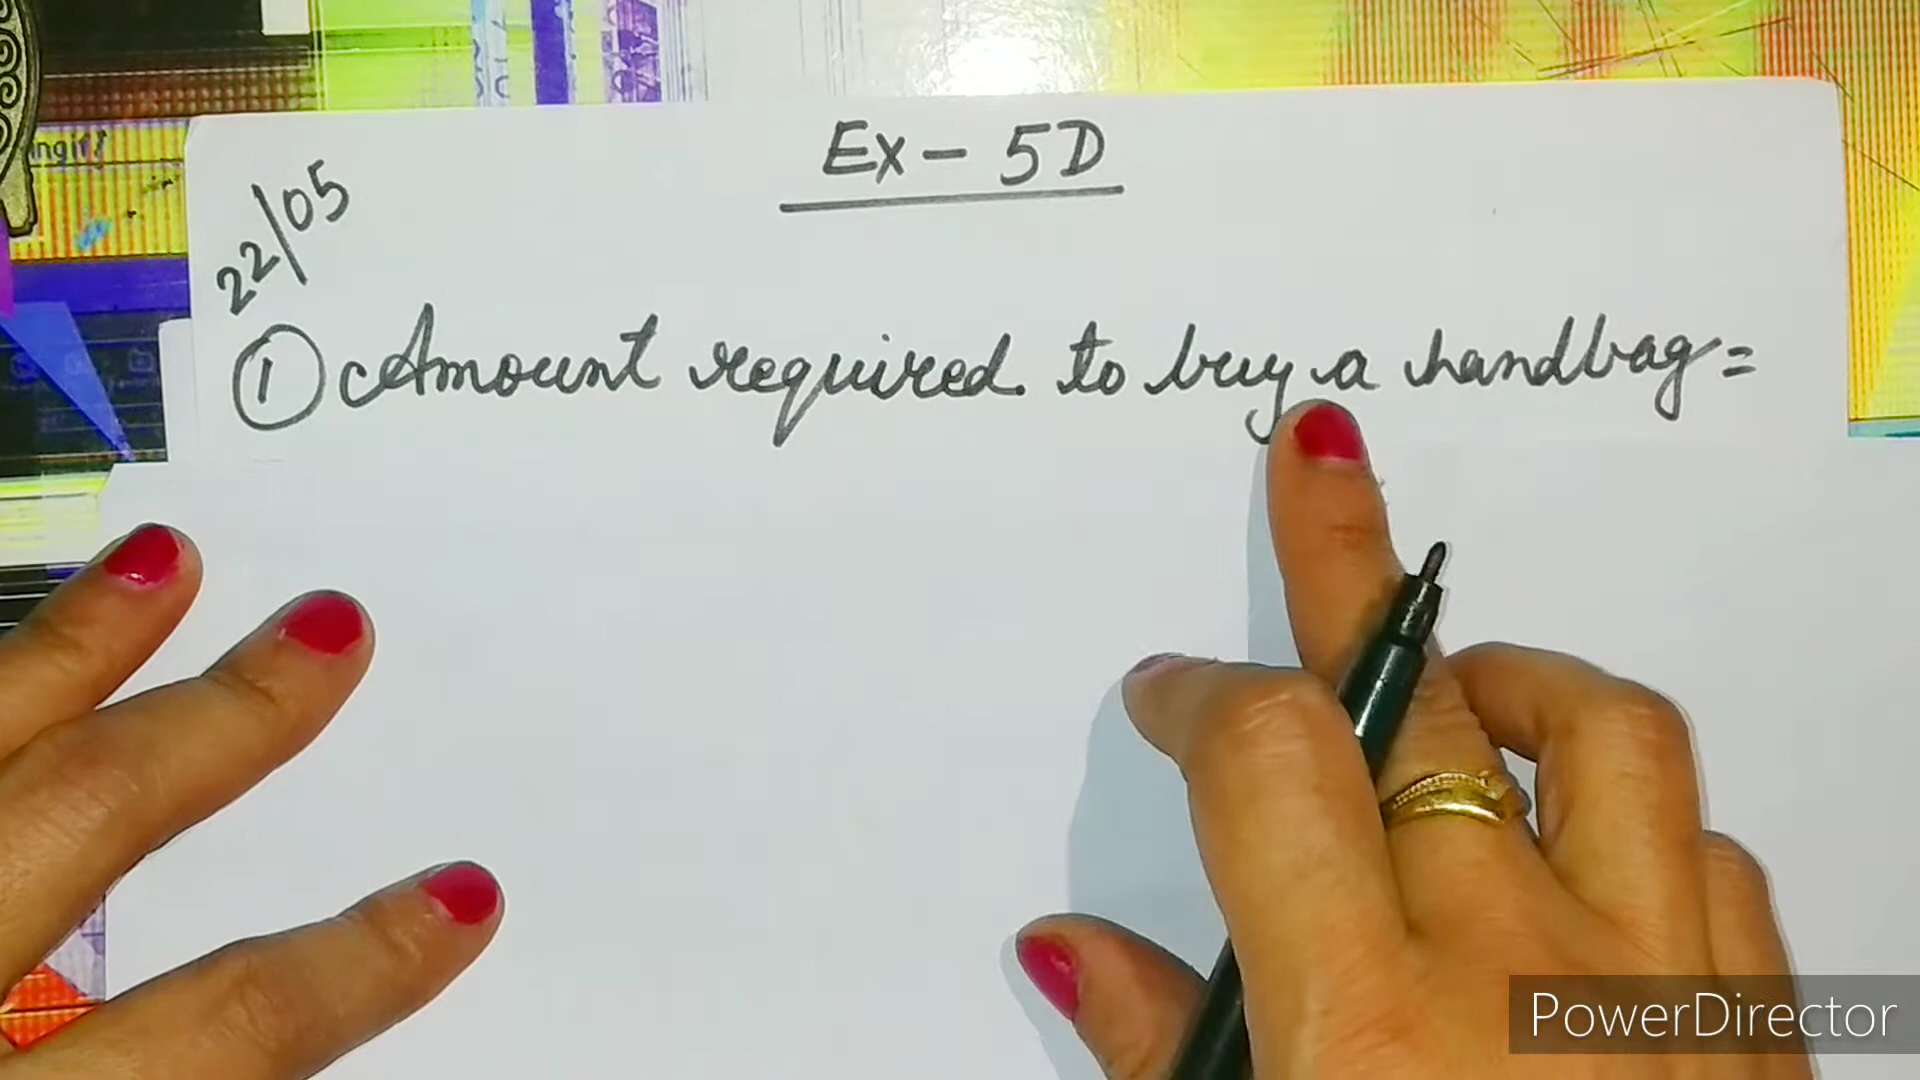 Ex - 5D
22/05
① Amount required to buy a handbag =
PowerDirector